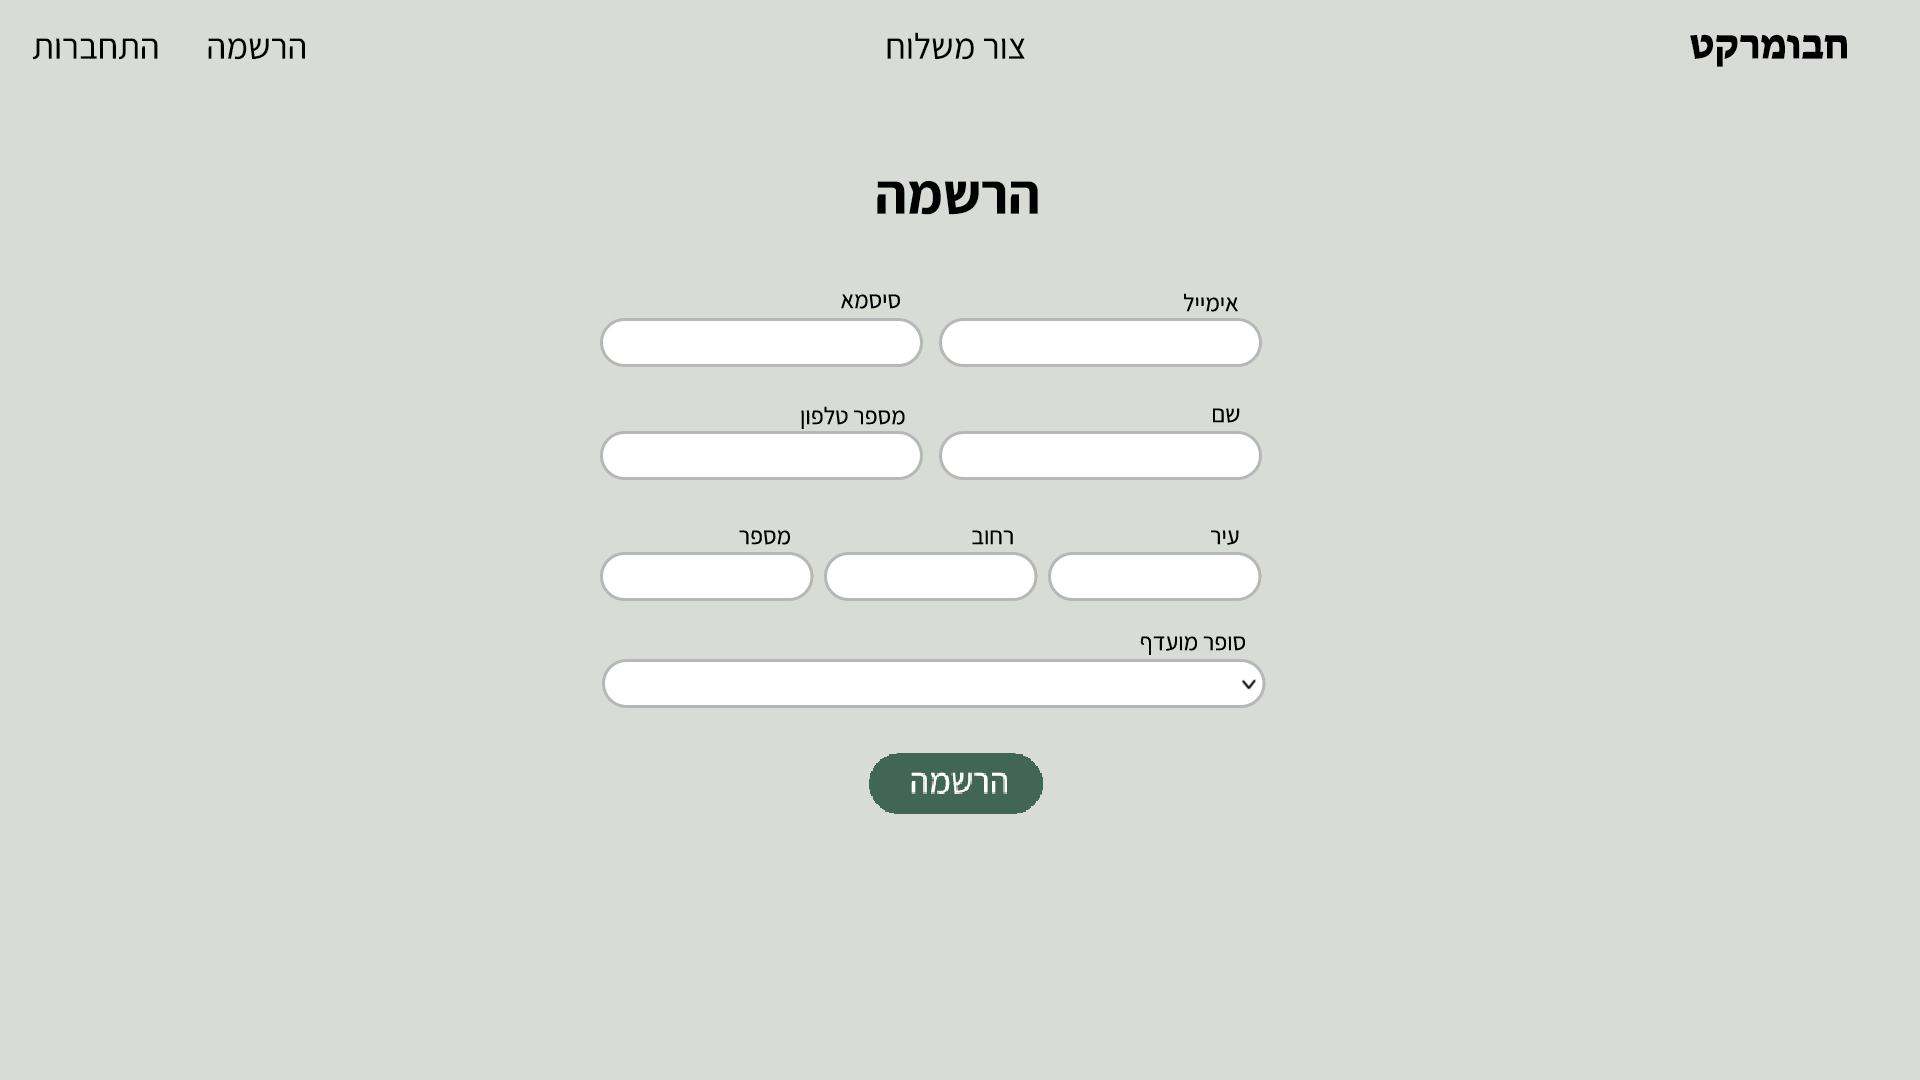 חבומרקט
צור משלוח
הרשמה
התחברות
הרשמה
אימייל
סיסמא
שם
מספר טלפון
עיר
רחוב
מספר
סופר מועדף
הרשמה